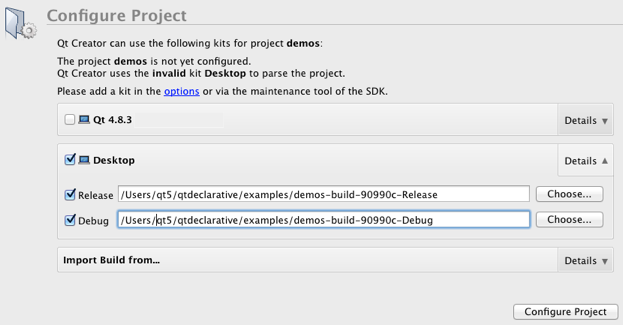 Configure Project
Qt Creator can use the following kits for project demos:
The project demos is not yet configured.
Qt Creator uses the invalid kit Desktop to parse the project.
Please add a kit in the options or via the maintenance tool of the SDK.
Qt 4.8.3 Details
Desktop Details
Release /Users/qt5/qtdeclarative/examples/demos-build-90990c-Release Choose...
Debug /Users/qt5/qtdeclarative/examples/demos-build-90990c-Debug Choose...
Import Build from... Details
Configure Project